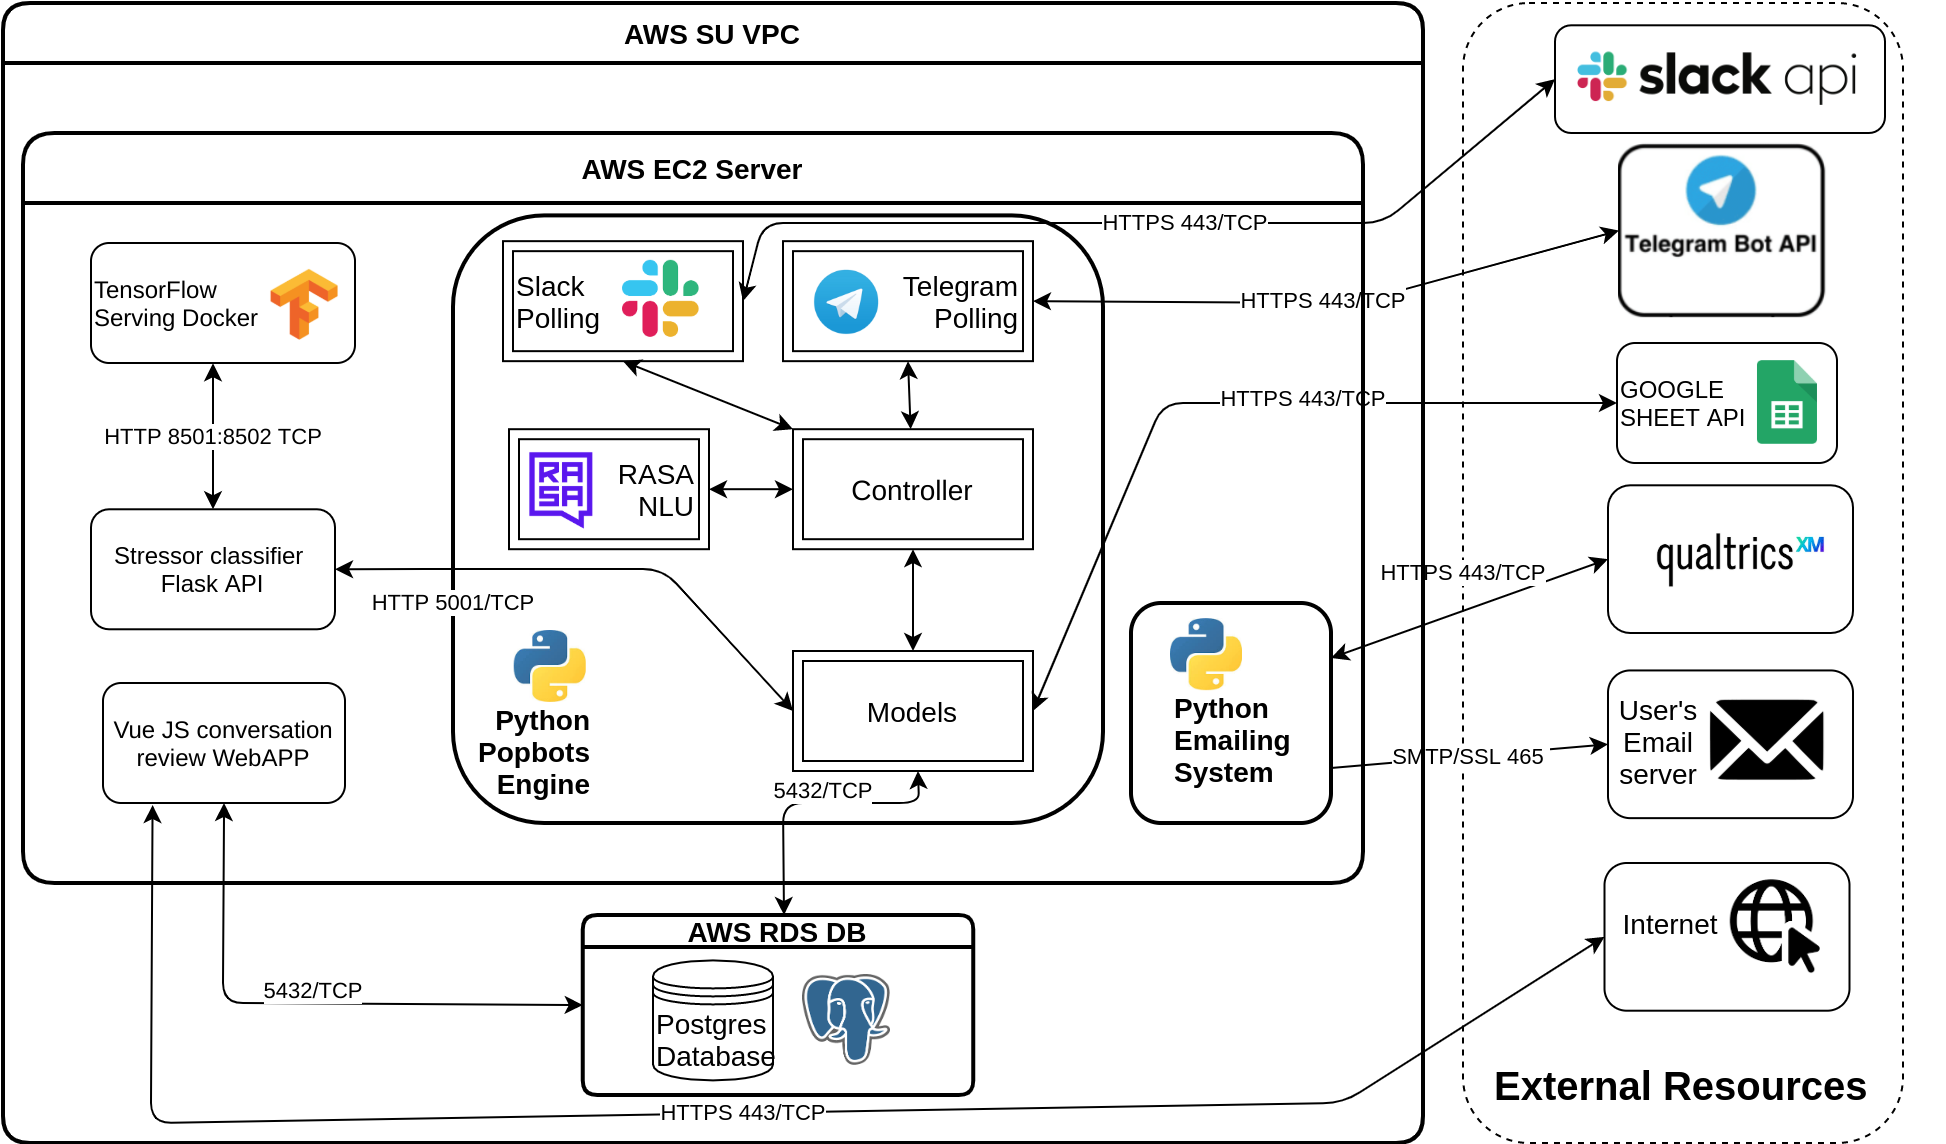 AWS SU VPC
slack api
AWS EC2 Server
Telegram Bot API
HTTPS 443/TCP
TensorFlow
Serving Docker
Slack
Polling
Telegram
Polling
HTTPS 443/TCP
HTTP 8501:8502 TCP
HTTPS 443/TCP
GOOGLE
SHEET API
RASA
RASA
NLU
Controller
Stressor classifier
Flask API
HTTP 5001/TCP
HTTPS 443/TCP
qualtrics XM
Python
Popbots
Engine
Models
Python
Emailing
System
User's
Email
server
SMTP/SSL 465
Vue JS conversation
review WebAPP
5432/TCP
AWS RDS DB
Internet
5432/TCP
Postgres
Database
HTTPS 443/TCP
External Resources